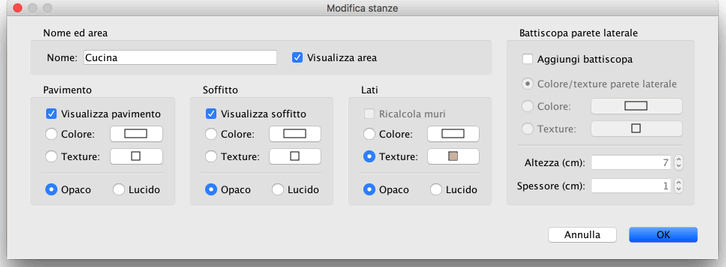 Modifica stanze
Nome ed area
Nome: Cucina
Visualizza area
Pavimento
Visualizza pavimento
Colore:
Texture:
Opaco
Lucido
Soffitto
Visualizza soffitto
Colore:
Texture:
Opaco
Lucido
Lati
Ricalcola muri
Colore:
Texture:
Opaco
Lucido
Battiscopa parete laterale
Aggiungi battiscopa
Colore/texture parete laterale
Colore:
Texture:
Altezza (cm): 7
Spessore (cm): 1
Annulla
OK